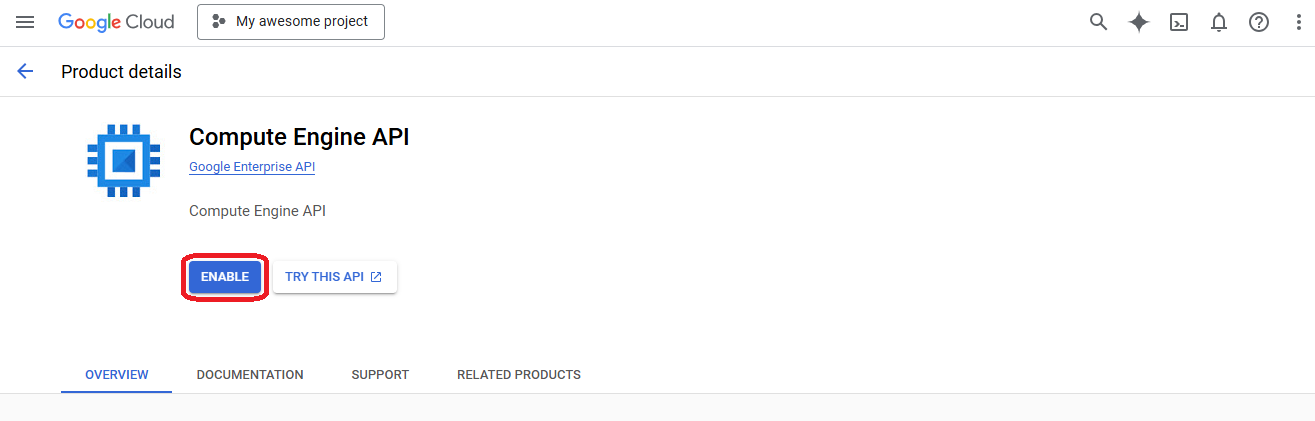 Google Cloud
My awesome project
Product details
Compute Engine API
Google Enterprise API
Compute Engine API
ENABLE
TRY THIS API
OVERVIEW
DOCUMENTATION
SUPPORT
RELATED PRODUCTS